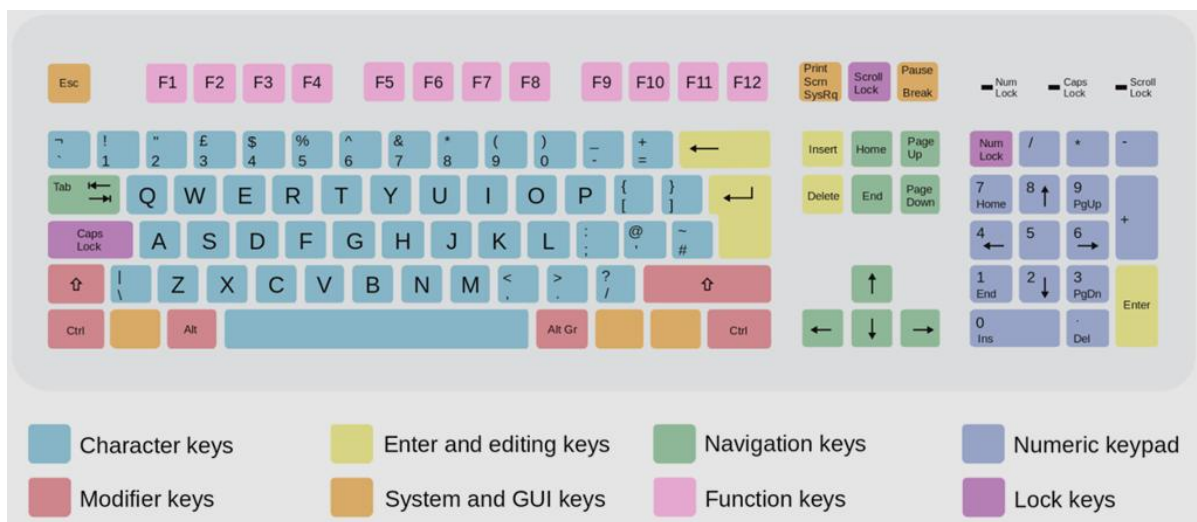 Esc F1 F2 F3 F4 F5 F6 F7 F8 F9 F10 F11 F12 Print Scrn SysRq Scroll Lock Pause Break Num Lock Caps Lock Scroll Lock
¬ ` ! 1 " 2 £ 3 $ 4 % 5 ^ 6 & 7 * 8 ( 9 ) 0 _ - + = ← Insert Home Page Up Num Lock / * -
Tab Q W E R T Y U I O P { [ } ] Delete End Page Down 7 Home 8 ↑ 9 PgUp +
Caps Lock A S D F G H J K L : ; @ ' ~ # 4 ← 5 6 →
⇧ | \ Z X C V B N M < , > . ? / ⇧ ↑ 1 End 2 ↓ 3 PgDn Enter
Ctrl Alt Alt Gr Ctrl ← ↓ → 0 Ins . Del
Character keys Enter and editing keys Navigation keys Numeric keypad
Modifier keys System and GUI keys Function keys Lock keys